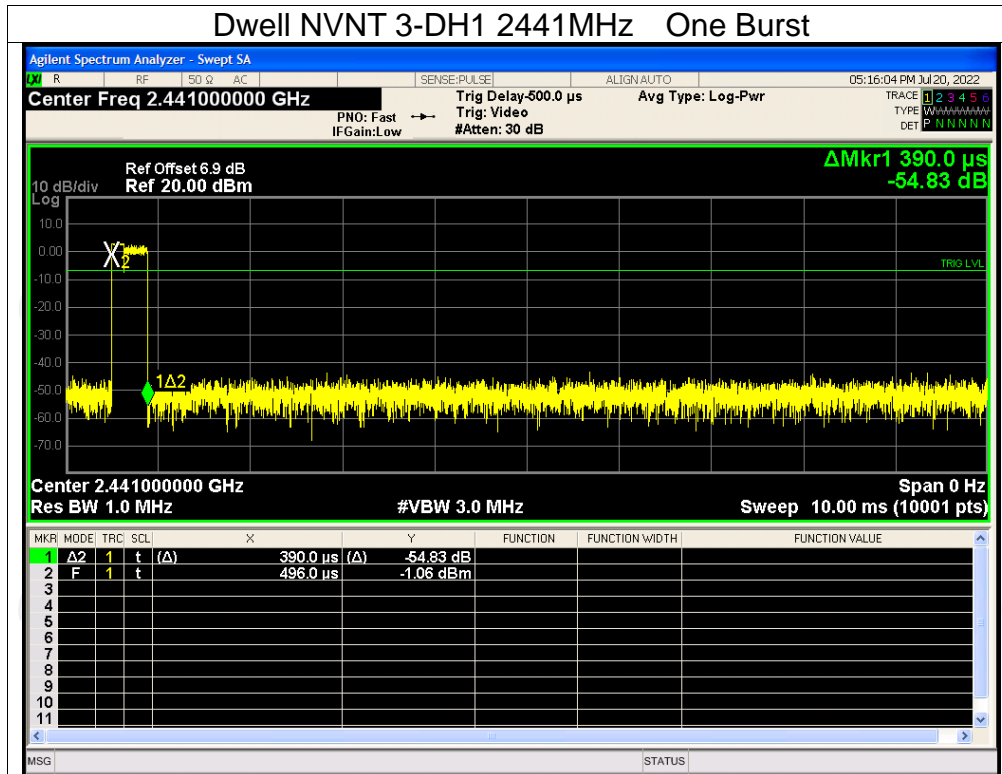 Dwell NVNT 3-DH1 2441MHz One Burst
Agilent Spectrum Analyzer - Swept SA
LXI R RF 50 Ω AC SENSE:PULSE ALIGN AUTO 05:16:04 PM Jul 20, 2022
Center Freq 2.441000000 GHz
PNO: Fast
IFGain:Low
Trig Delay-500.0 µs
Trig: Video
#Atten: 30 dB
Avg Type: Log-Pwr
TRACE 1 2 3 4 5 6
TYPE WWWWWW
DET P N N N N N
ΔMkr1 390.0 µs
-54.83 dB
Ref Offset 6.9 dB
10 dB/div Ref 20.00 dBm
Log
10.0
0.00
-10.0
-20.0
-30.0
-40.0
-50.0
-60.0
-70.0
X2
TRIG LVL
1Δ2
Center 2.441000000 GHz Span 0 Hz
Res BW 1.0 MHz #VBW 3.0 MHz Sweep 10.00 ms (10001 pts)
MKR MODE TRC SCL X Y FUNCTION FUNCTION WIDTH FUNCTION VALUE
1 Δ2 1 t (Δ) 390.0 µs (Δ) -54.83 dB
2 F 1 t 496.0 µs -1.06 dBm
3
4
5
6
7
8
9
10
11
MSG STATUS